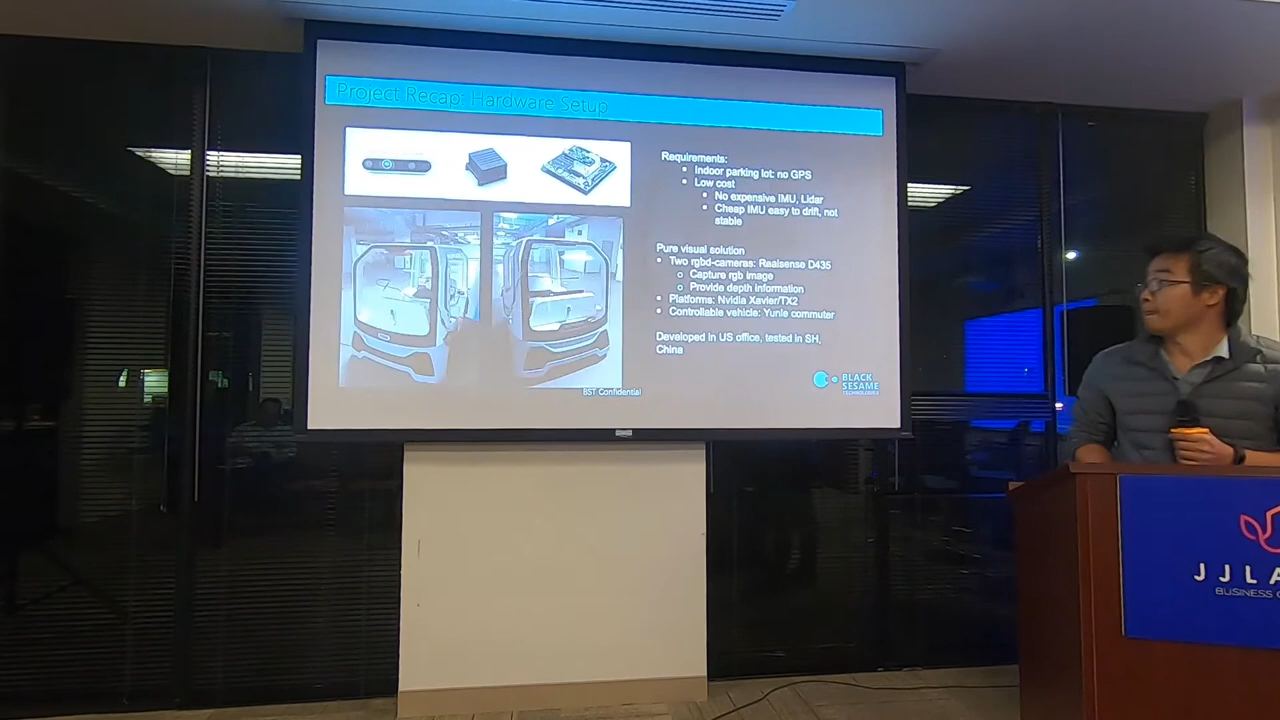 Project Recap: Hardware Setup
Requirements:
Indoor parking lot: no GPS
Low cost
No expensive IMU, Lidar
Cheap IMU easy to drift, not
stable
Pure visual solution
Two rgbd-cameras: Realsense D435
Capture rgb image
Provide depth information
Platforms: Nvidia Xavier/TX2
Controllable vehicle: Yunle commuter
Developed in US office, tested in SH,
China
BST Confidential
BLACK
SESAME
TECHNOLOGIES
JJLA
BUSINESS